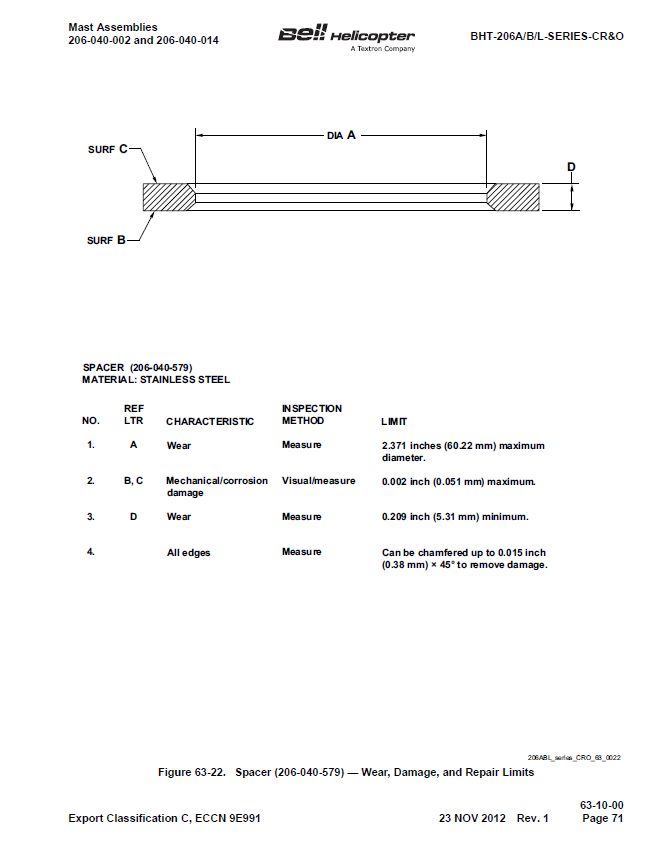 Mast Assemblies
206-040-002 and 206-040-014
Bell Helicopter
A Textron Company
BHT-206A/B/L-SERIES-CR&O
DIA A
SURF C
D
SURF B
SPACER (206-040-579)
MATERIAL: STAINLESS STEEL
NO. REF LTR CHARACTERISTIC INSPECTION METHOD LIMIT
1. A Wear Measure 2.371 inches (60.22 mm) maximum
diameter.
2. B, C Mechanical/corrosion Visual/measure 0.002 inch (0.051 mm) maximum.
damage
3. D Wear Measure 0.209 inch (5.31 mm) minimum.
4. All edges Measure Can be chamfered up to 0.015 inch
(0.38 mm) × 45° to remove damage.
206ABL_series_CRO_63_0022
Figure 63-22. Spacer (206-040-579) — Wear, Damage, and Repair Limits
63-10-00
Export Classification C, ECCN 9E991 23 NOV 2012 Rev. 1 Page 71